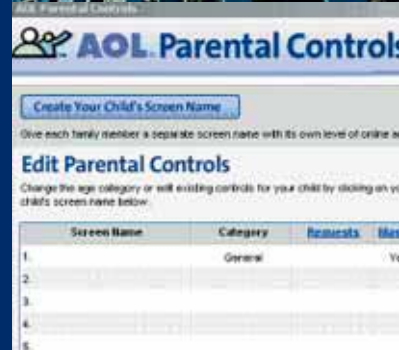 AOL Parental Controls
AOL Parental Controls
Create Your Child's Screen Name
Give each family member a separate screen name with its own level of online
Edit Parental Controls
Change the age category or edit existing controls for your child by clicking on
child's screen name below.
Screen Name Category Requests
1. General
2.
3.
4.
5.